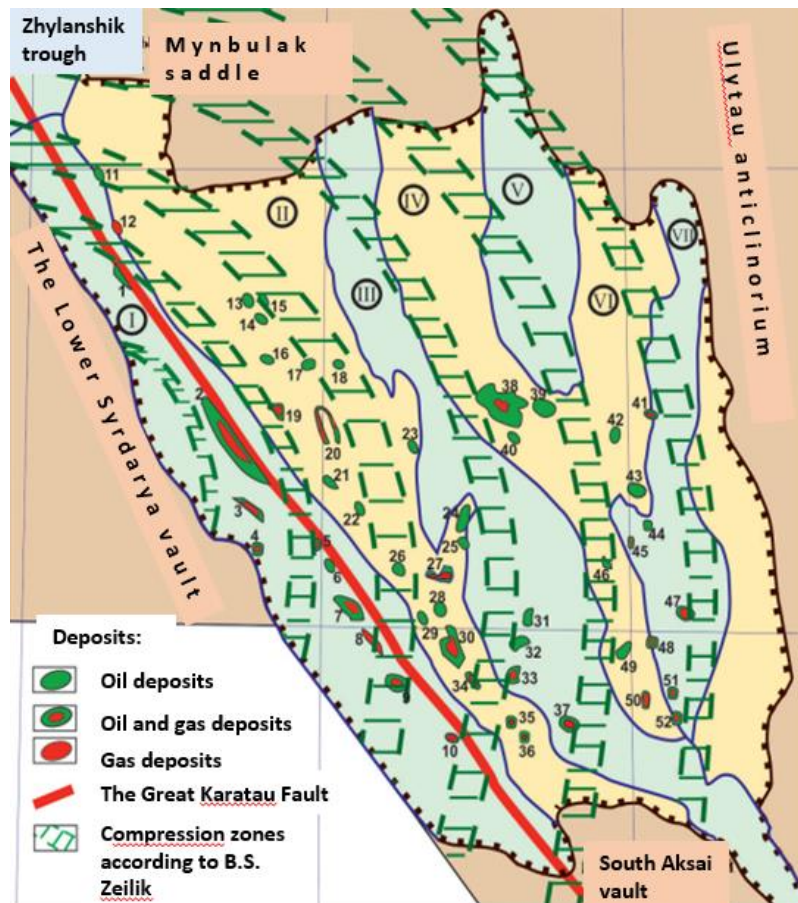 Zhylanshik
trough
Mynbulak
saddle
Ulytau anticlinorium
The Lower Syrdarya vault
I
II
III
IV
V
VI
VII
11
12
1
13
15
14
16
17
18
2
19
20
23
38
39
40
41
42
21
22
43
3
24
44
4
5
25
45
6
26
27
46
7
28
47
29
30
31
8
32
48
49
9
34
33
51
50
35
37
52
10
36
Deposits:
Oil deposits
Oil and gas deposits
Gas deposits
The Great Karatau Fault
Compression zones
according to B.S.
Zeilik
South Aksai
vault